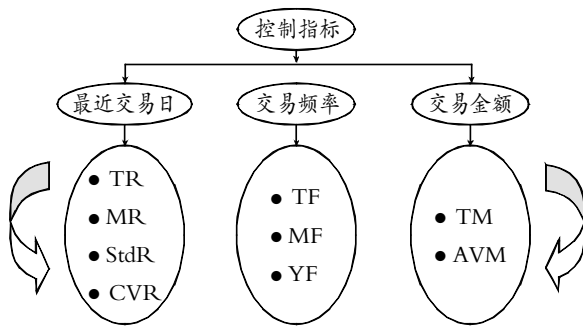 控制指标
最近交易日
交易频率
交易金额
● TR
● MR
● StdR
● CVR
● TF
● MF
● YF
● TM
● AVM